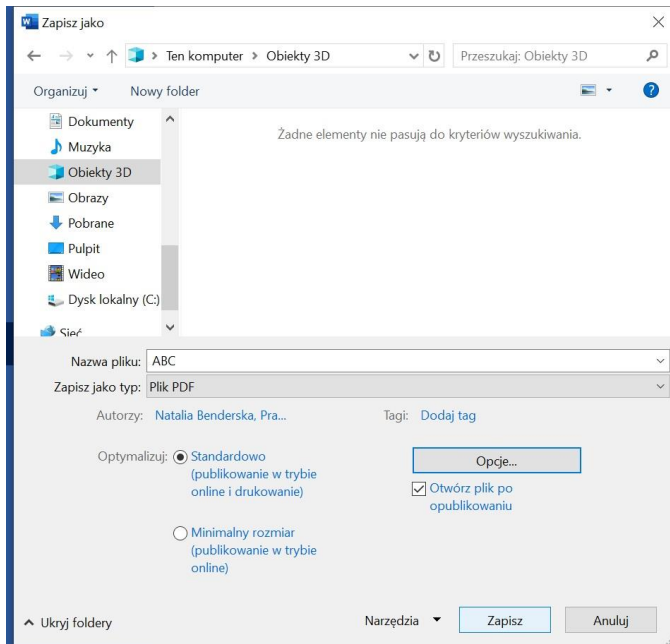 Zapisz jako
Ten komputer > Obiekty 3D
Przeszukaj: Obiekty 3D
Organizuj
Nowy folder
Dokumenty
Muzyka
Obiekty 3D
Obrazy
Pobrane
Pulpit
Wideo
Dysk lokalny (C:)
Sieć
Żadne elementy nie pasują do kryteriów wyszukiwania.
Nazwa pliku: ABC
Zapisz jako typ: Plik PDF
Autorzy: Natalia Benderska, Pra...
Tagi: Dodaj tag
Optymalizuj: Standardowo
(publikowanie w trybie
online i drukowanie)
Minimalny rozmiar
(publikowanie w trybie
online)
Opcje...
Otwórz plik po
opublikowaniu
Ukryj foldery
Narzędzia
Zapisz
Anuluj